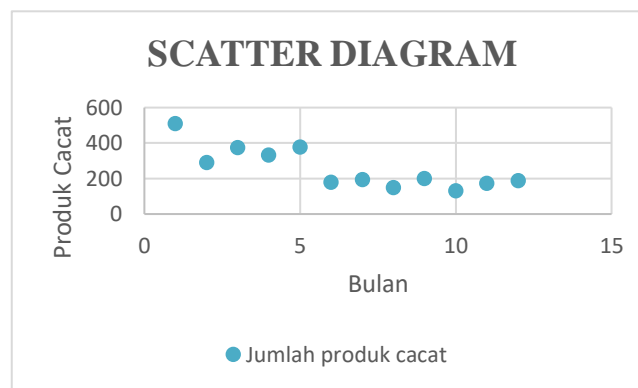 SCATTER DIAGRAM
Produk Cacat
600
400
200
0
0 5 10 15
Bulan
Jumlah produk cacat